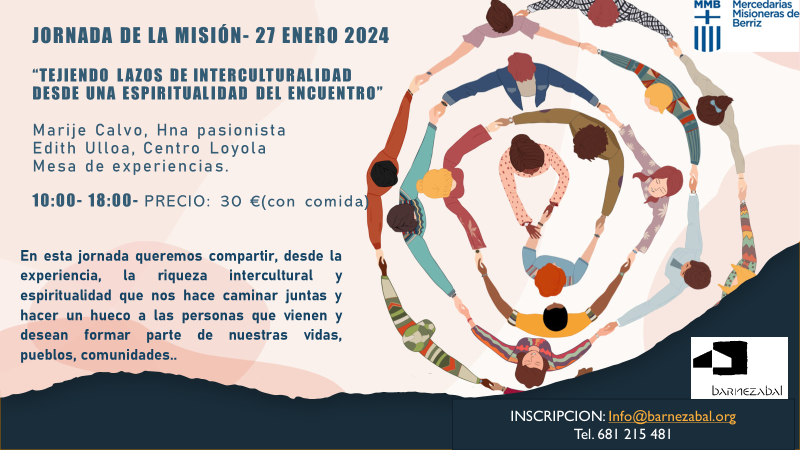 JORNADA DE LA MISIÓN- 27 ENERO 2024
MMB
Mercedarias
Misioneras de
Berriz
“TEJIENDO LAZOS DE INTERCULTURALIDAD
DESDE UNA ESPIRITUALIDAD DEL ENCUENTRO”
Marije Calvo, Hna pasionista
Edith Ulloa, Centro Loyola
Mesa de experiencias.
10:00- 18:00- PRECIO: 30 €(con comida)
En esta jornada queremos compartir, desde la
experiencia, la riqueza intercultural y
espiritualidad que nos hace caminar juntas y
hacer un hueco a las personas que vienen y
desean formar parte de nuestras vidas,
pueblos, comunidades..
barnezabal
INSCRIPCION: Info@barnezabal.org
Tel. 681 215 481